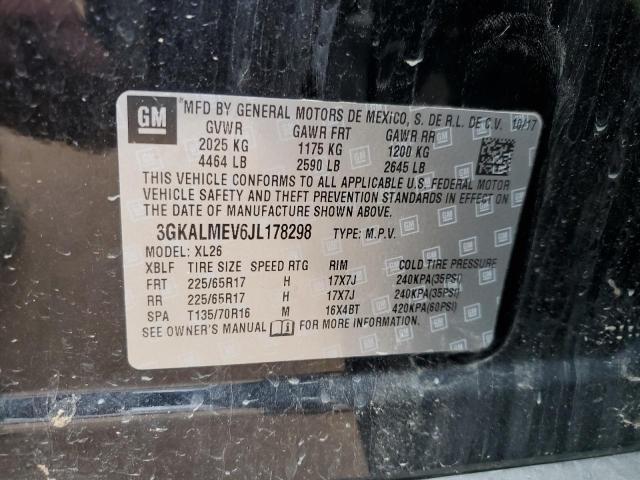 GM
MFD BY GENERAL MOTORS DE MEXICO, S. DE R.L. DE C.V. 10/17
GVWR GAWR FRT GAWR RR
2025 KG 1175 KG 1200 KG
4464 LB 2590 LB 2645 LB
THIS VEHICLE CONFORMS TO ALL APPLICABLE U.S. FEDERAL MOTOR
VEHICLE SAFETY AND THEFT PREVENTION STANDARDS IN EFFECT ON
THE DATE OF MANUFACTURE SHOWN ABOVE.
3GKALMEV6JL178298 TYPE: M.P.V.
MODEL: XL26
XBLF TIRE SIZE SPEED RTG RIM COLD TIRE PRESSURE
FRT 225/65R17 H 17X7J 240KPA(35PSI)
RR 225/65R17 H 17X7J 240KPA(35PSI)
SPA T135/70R16 M 16X4BT 420KPA(60PSI)
SEE OWNER'S MANUAL FOR MORE INFORMATION.